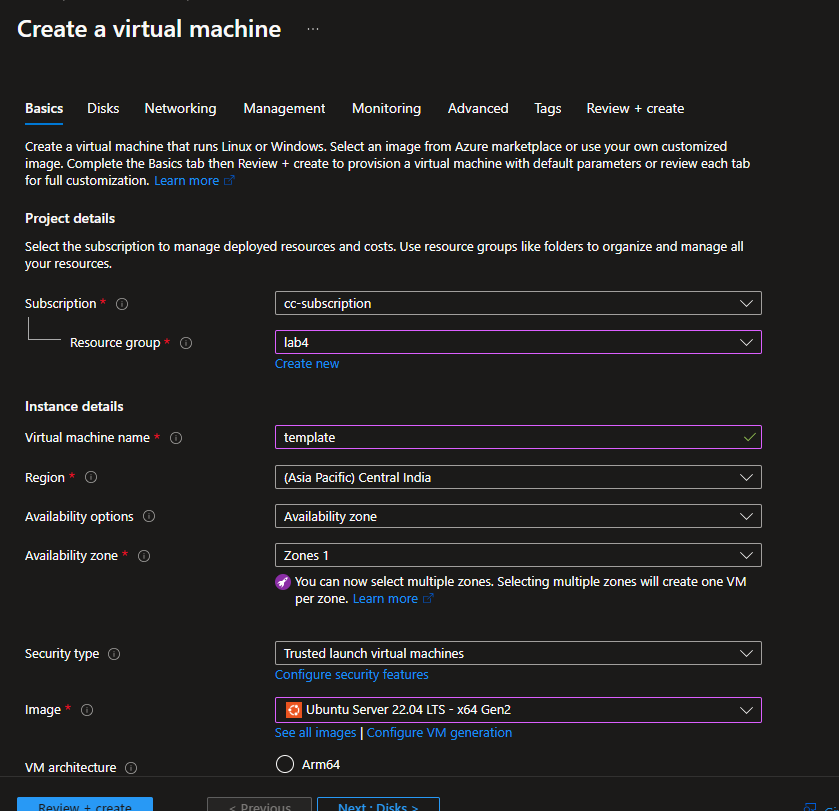 Create a virtual machine ...
Basics Disks Networking Management Monitoring Advanced Tags Review + create
Create a virtual machine that runs Linux or Windows. Select an image from Azure marketplace or use your own customized
image. Complete the Basics tab then Review + create to provision a virtual machine with default parameters or review each tab
for full customization. Learn more
Project details
Select the subscription to manage deployed resources and costs. Use resource groups like folders to organize and manage all
your resources.
Subscription * cc-subscription
Resource group * lab4
Create new
Instance details
Virtual machine name * template
Region * (Asia Pacific) Central India
Availability options Availability zone
Availability zone * Zones 1
You can now select multiple zones. Selecting multiple zones will create one VM
per zone. Learn more
Security type Trusted launch virtual machines
Configure security features
Image * Ubuntu Server 22.04 LTS - x64 Gen2
See all images | Configure VM generation
VM architecture Arm64
Review + create < Previous Next : Disks >